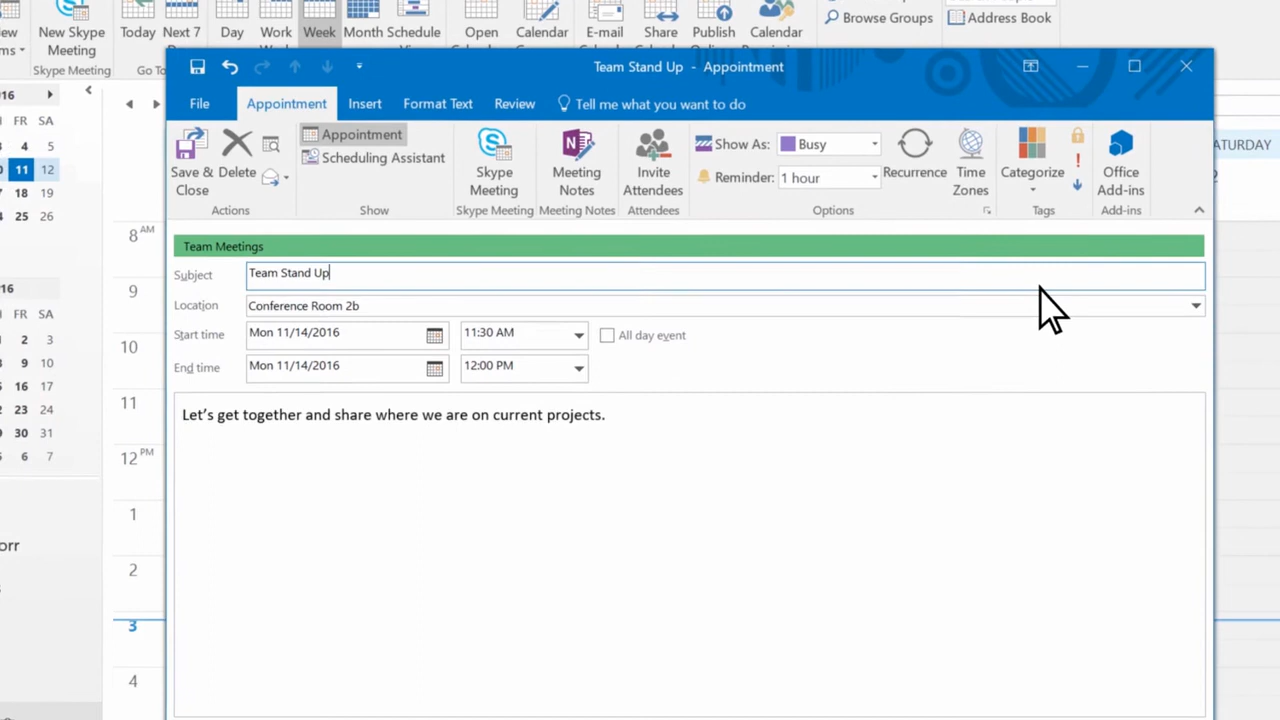 New Skype Meeting
Today Next 7
Day Work Week Month Schedule
Open Calendar E-mail Share Publish Calendar
Browse Groups
Address Book
Skype Meeting
Go To
Team Stand Up - Appointment
File Appointment Insert Format Text Review Tell me what you want to do
Save & Close
Delete
Appointment
Scheduling Assistant
Skype Meeting
Meeting Notes
Invite Attendees
Show As: Busy
Reminder: 1 hour
Recurrence
Time Zones
Categorize
Office Add-ins
Actions Show Skype Meeting Meeting Notes Attendees Options Tags Add-ins
Team Meetings
Subject Team Stand Up
Location Conference Room 2b
Start time Mon 11/14/2016 11:30 AM All day event
End time Mon 11/14/2016 12:00 PM
Let's get together and share where we are on current projects.
16
FR SA
4 5
11 12
18 19
25 26
16
FR SA
2 3
9 10
16 17
23 24
30 31
6 7
orr
8 AM
9
10
11
12 PM
1
2
3
4
ATURDAY